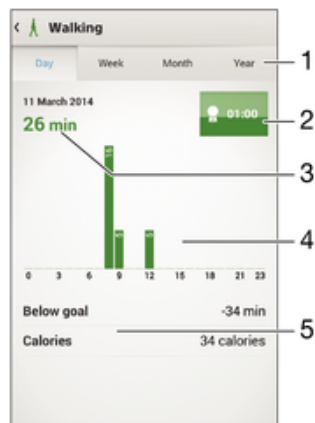 Walking
Day Week Month Year 1
11 March 2014
26 min
01:00 2
3
4
0 3 6 9 12 15 18 21 23
Below goal -34 min
5
Calories 34 calories